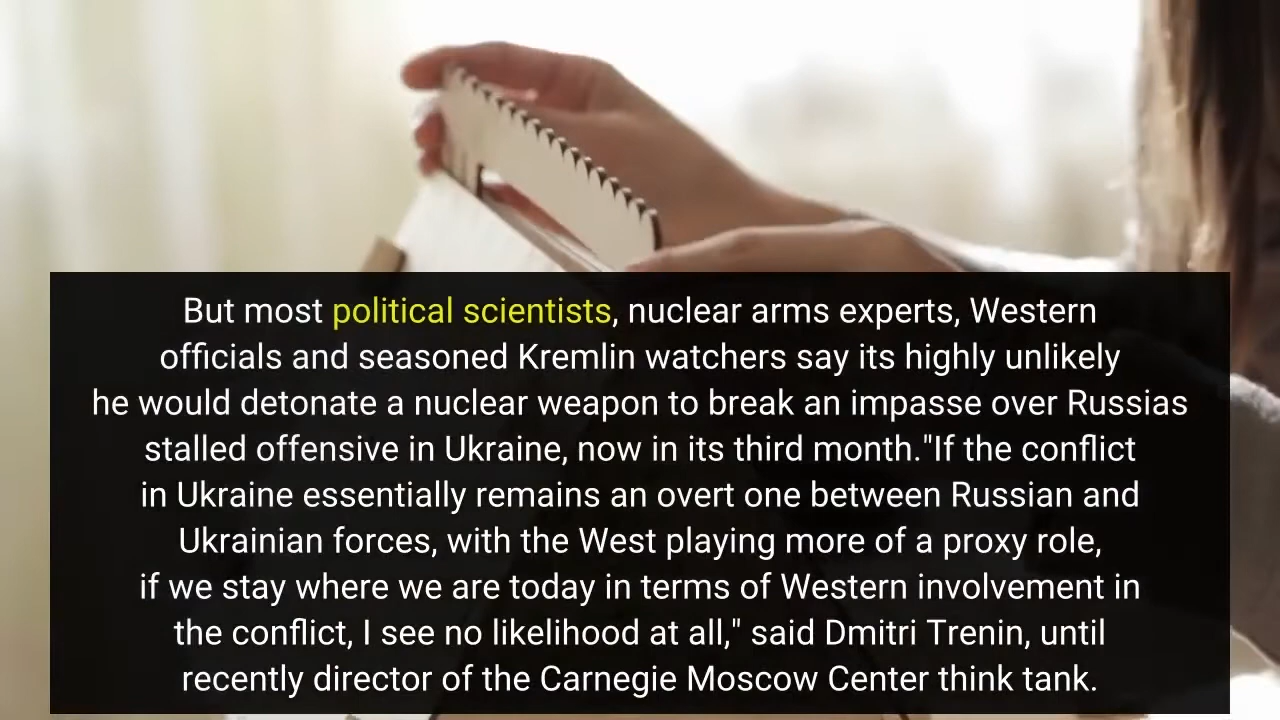 But most political scientists, nuclear arms experts, Western
officials and seasoned Kremlin watchers say its highly unlikely
he would detonate a nuclear weapon to break an impasse over Russias
stalled offensive in Ukraine, now in its third month."If the conflict
in Ukraine essentially remains an overt one between Russian and
Ukrainian forces, with the West playing more of a proxy role,
if we stay where we are today in terms of Western involvement in
the conflict, I see no likelihood at all," said Dmitri Trenin, until
recently director of the Carnegie Moscow Center think tank.